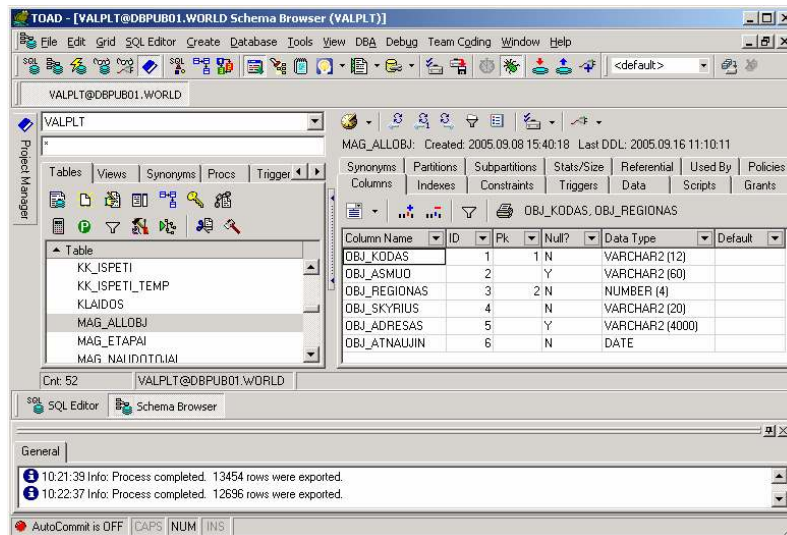 TOAD - [VALPLT@DBPUB01.WORLD Schema Browser (VALPLT)]
File Edit Grid SQL Editor Create Database Tools View DBA Debug Team Coding Window Help
<default>
VALPLT@DBPUB01.WORLD
Project Manager
VALPLT
*
Tables Views Synonyms Procs Trigger
Table
KK_ISPETI
KK_ISPETI_TEMP
KLAIDOS
MAG_ALLOBJ
MAG_ETAPAI
MAG_NAUDOTOJAI
MAG_ALLOBJ: Created: 2005.09.08 15:40:18 Last DDL: 2005.09.16 11:10:11
Synonyms Partitions Subpartitions Stats/Size Referential Used By Policies
Columns Indexes Constraints Triggers Data Scripts Grants
OBJ_KODAS, OBJ_REGIONAS
Column Name ID Pk Null? Data Type Default
OBJ_KODAS 1 1 N VARCHAR2 (12)
OBJ_ASMUO 2 Y VARCHAR2 (60)
OBJ_REGIONAS 3 2 N NUMBER (4)
OBJ_SKYRIUS 4 N VARCHAR2 (20)
OBJ_ADRESAS 5 Y VARCHAR2 (4000)
OBJ_ATNAUJIN 6 N DATE
Cnt: 52 VALPLT@DBPUB01.WORLD
SQL Editor Schema Browser
General
10:21:39 Info: Process completed. 13454 rows were exported.
10:22:37 Info: Process completed. 12696 rows were exported.
AutoCommit is OFF CAPS NUM INS